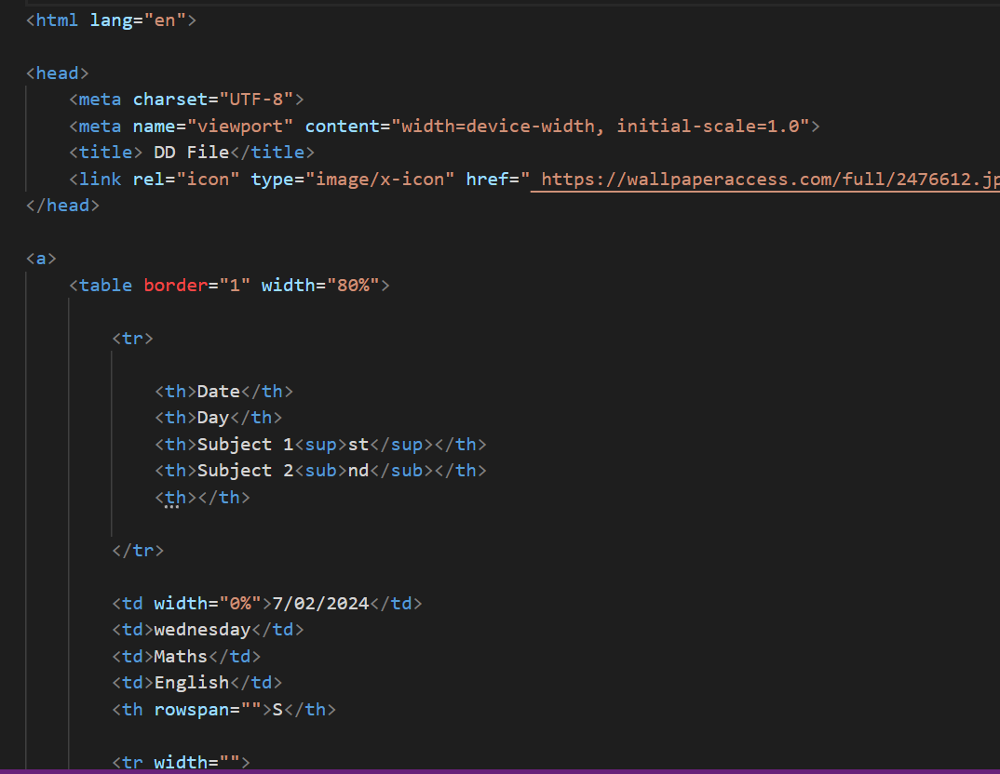 <html lang="en">
<head>
<meta charset="UTF-8">
<meta name="viewport" content="width=device-width, initial-scale=1.0">
<title> DD File</title>
<link rel="icon" type="image/x-icon" href=" https://wallpaperaccess.com/full/2476612.jp
</head>
<a>
<table border="1" width="80%">
<tr>
<th>Date</th>
<th>Day</th>
<th>Subject 1<sup>st</sup></th>
<th>Subject 2<sub>nd</sub></th>
<th></th>
</tr>
<td width="0%">7/02/2024</td>
<td>wednesday</td>
<td>Maths</td>
<td>English</td>
<th rowspan="">S</th>
<tr width="">